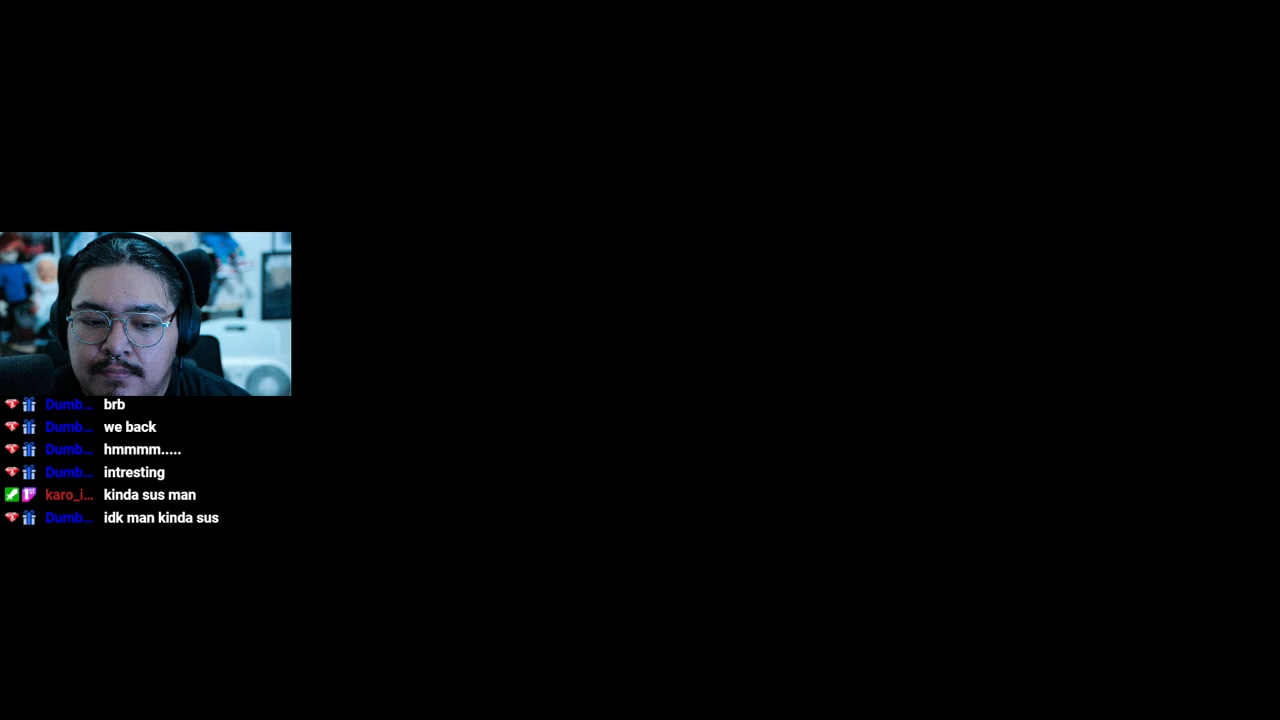 Dumb... brb
Dumb... we back
Dumb... hmmmm.....
Dumb... intresting
karo_i... kinda sus man
Dumb... idk man kinda sus